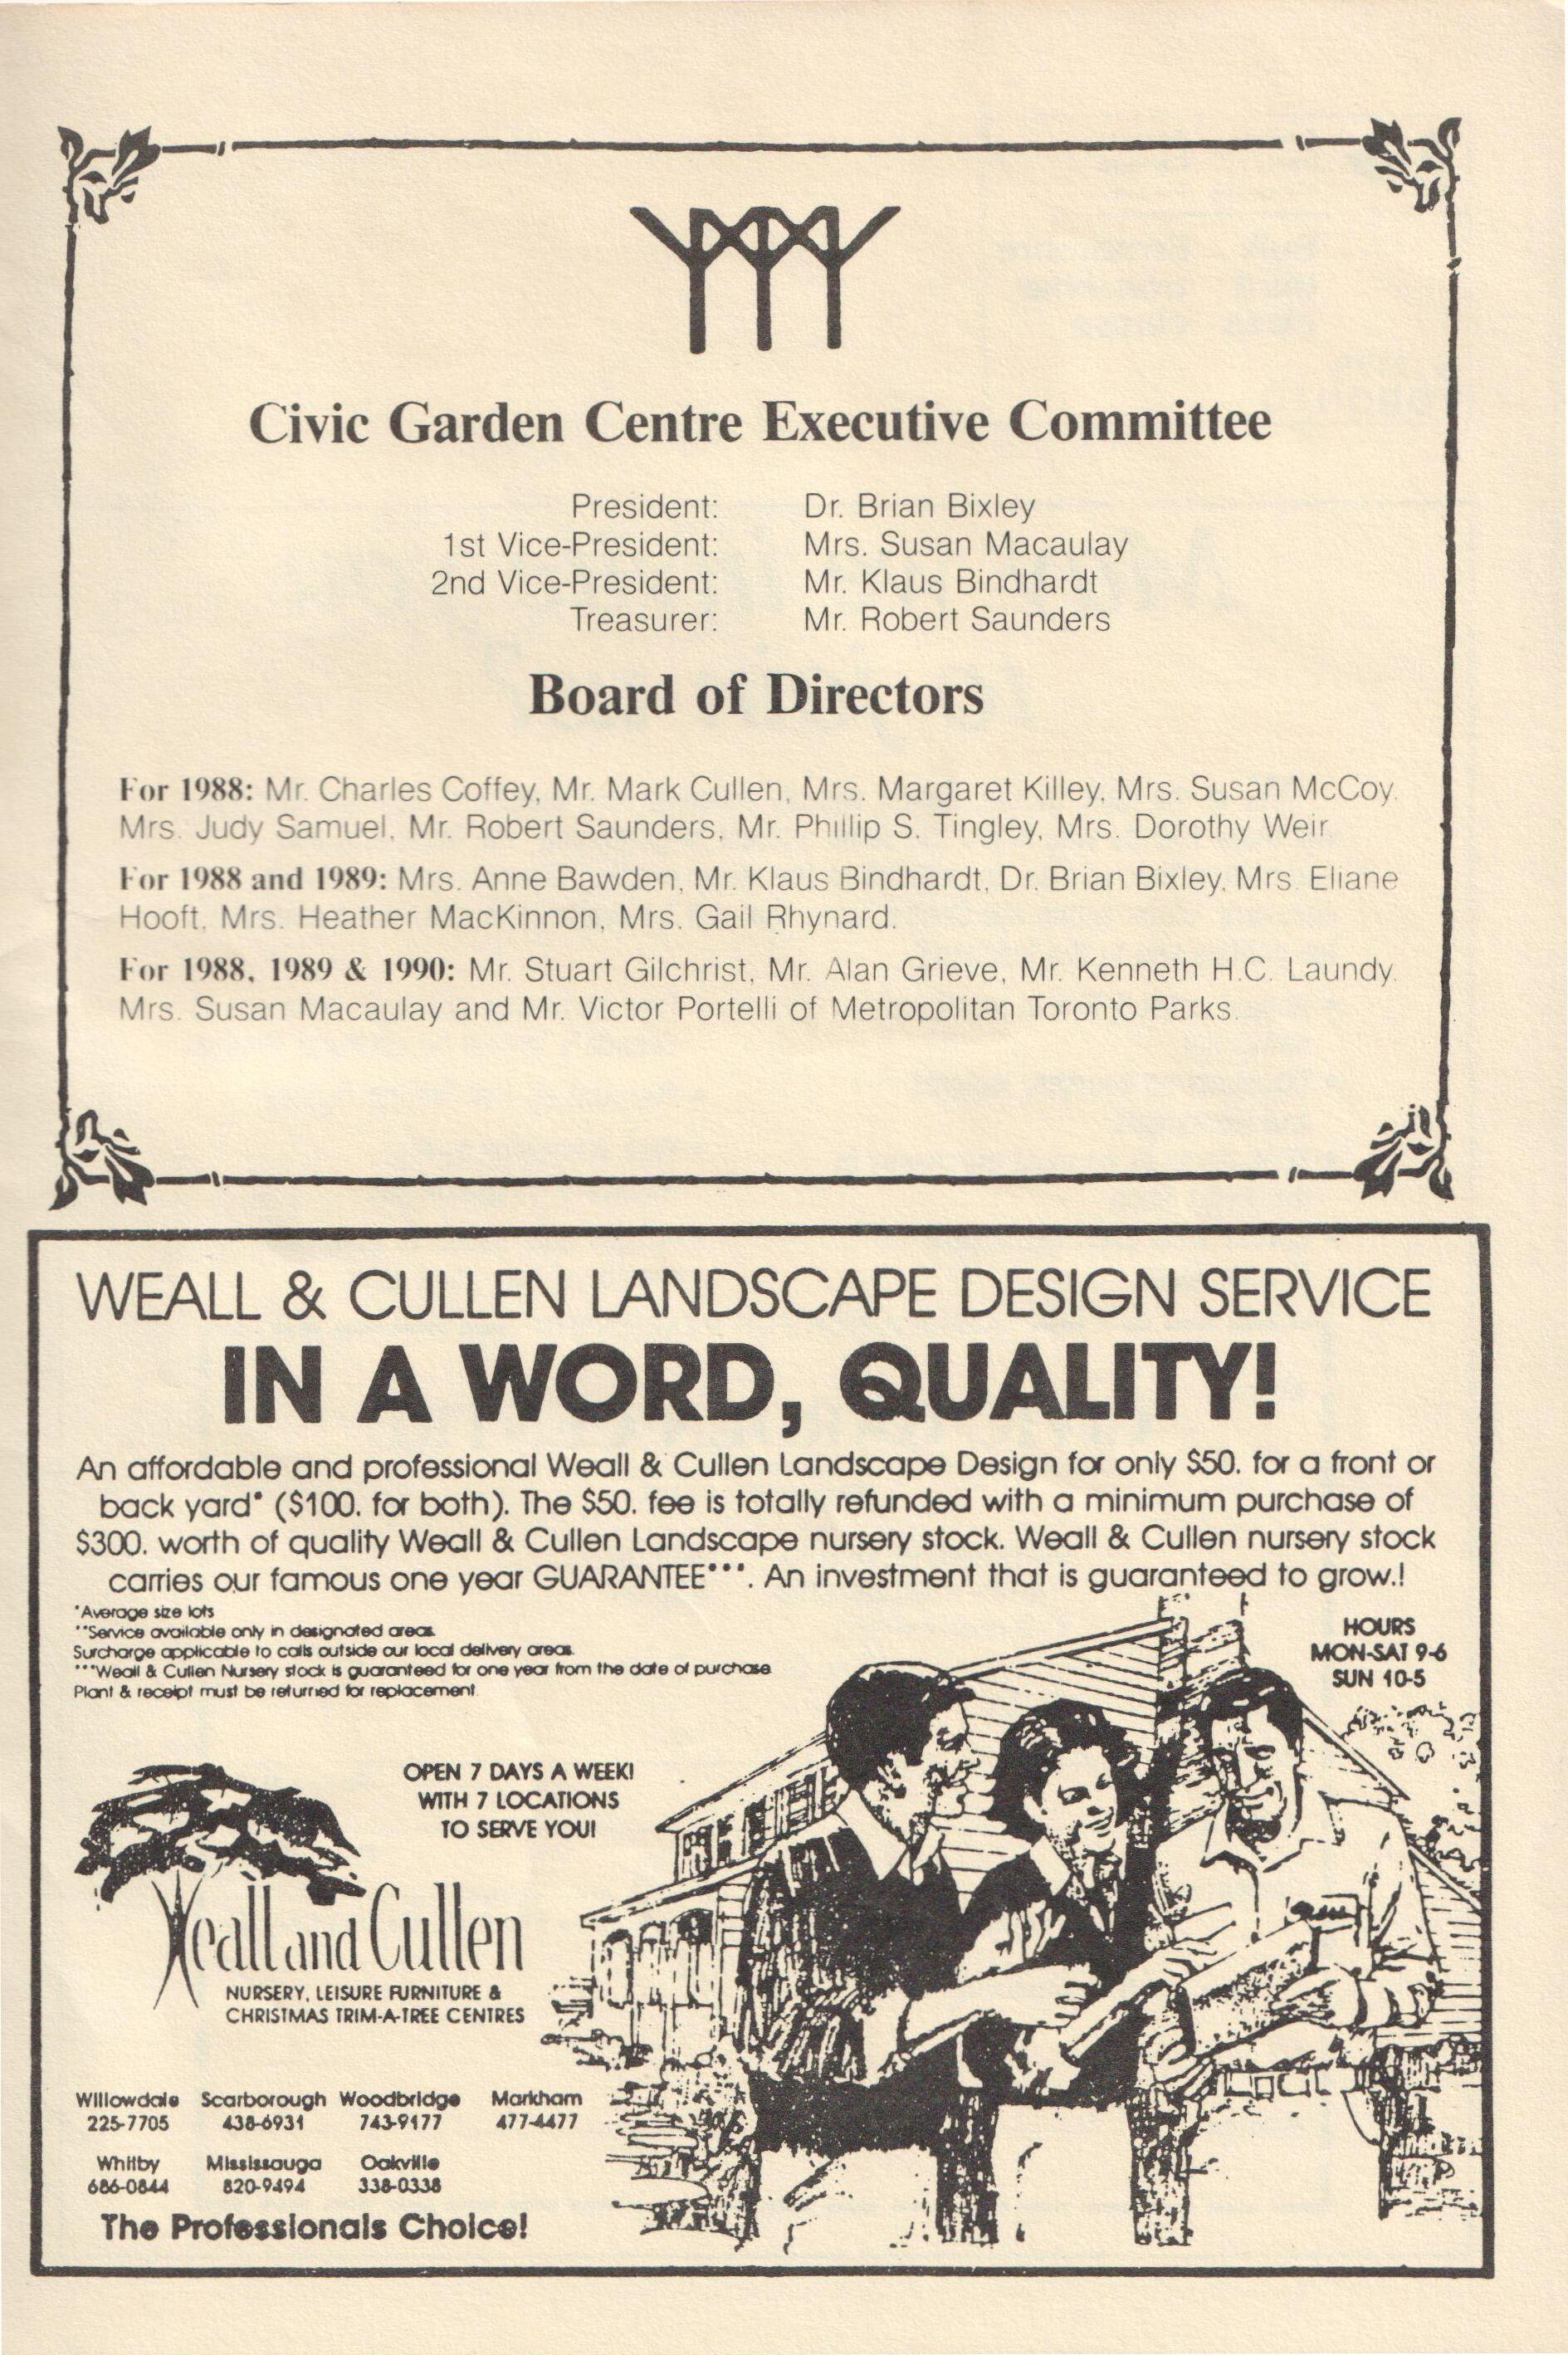 Civic Garden Centre Executive Committee
President: Dr. Brian Bixley
1st Vice-President: Mrs. Susan Macaulay
2nd Vice-President: Mr. Klaus Bindhardt
Treasurer: Mr. Robert Saunders
Board of Directors
For 1988: Mr. Charles Coffey, Mr. Mark Cullen, Mrs. Margaret Killey, Mrs. Susan McCoy,
Mrs. Judy Samuel, Mr. Robert Saunders, Mr. Phillip S. Tingley, Mrs. Dorothy Weir.
For 1988 and 1989: Mrs. Anne Bawden, Mr. Klaus Bindhardt, Dr. Brian Bixley, Mrs. Eliane
Hooft, Mrs. Heather MacKinnon, Mrs. Gail Rhynard.
For 1988, 1989 & 1990: Mr. Stuart Gilchrist, Mr. Alan Grieve, Mr. Kenneth H.C. Laundy,
Mrs. Susan Macaulay and Mr. Victor Portelli of Metropolitan Toronto Parks.
WEALL & CULLEN LANDSCAPE DESIGN SERVICE
IN A WORD, QUALITY!
An affordable and professional Weall & Cullen Landscape Design for only $50. for a front or
back yard* ($100. for both). The $50. fee is totally refunded with a minimum purchase of
$300. worth of quality Weall & Cullen Landscape nursery stock. Weall & Cullen nursery stock
carries our famous one year GUARANTEE***. An investment that is guaranteed to grow.!
*Average size lots
**Service available only in designated areas.
Surcharge applicable to calls outside our local delivery areas.
***Weall & Cullen Nursery stock is guaranteed for one year from the date of purchase.
Plant & receipt must be returned for replacement.
HOURS
MON-SAT 9-6
SUN 10-5
OPEN 7 DAYS A WEEK!
WITH 7 LOCATIONS
TO SERVE YOU!
Weall and Cullen
NURSERY, LEISURE FURNITURE &
CHRISTMAS TRIM-A-TREE CENTRES
Willowdale Scarborough Woodbridge Markham
225-7705 438-6931 743-9177 477-4477
Whitby Mississauga Oakville
686-0844 820-9494 338-0338
The Professionals Choice!